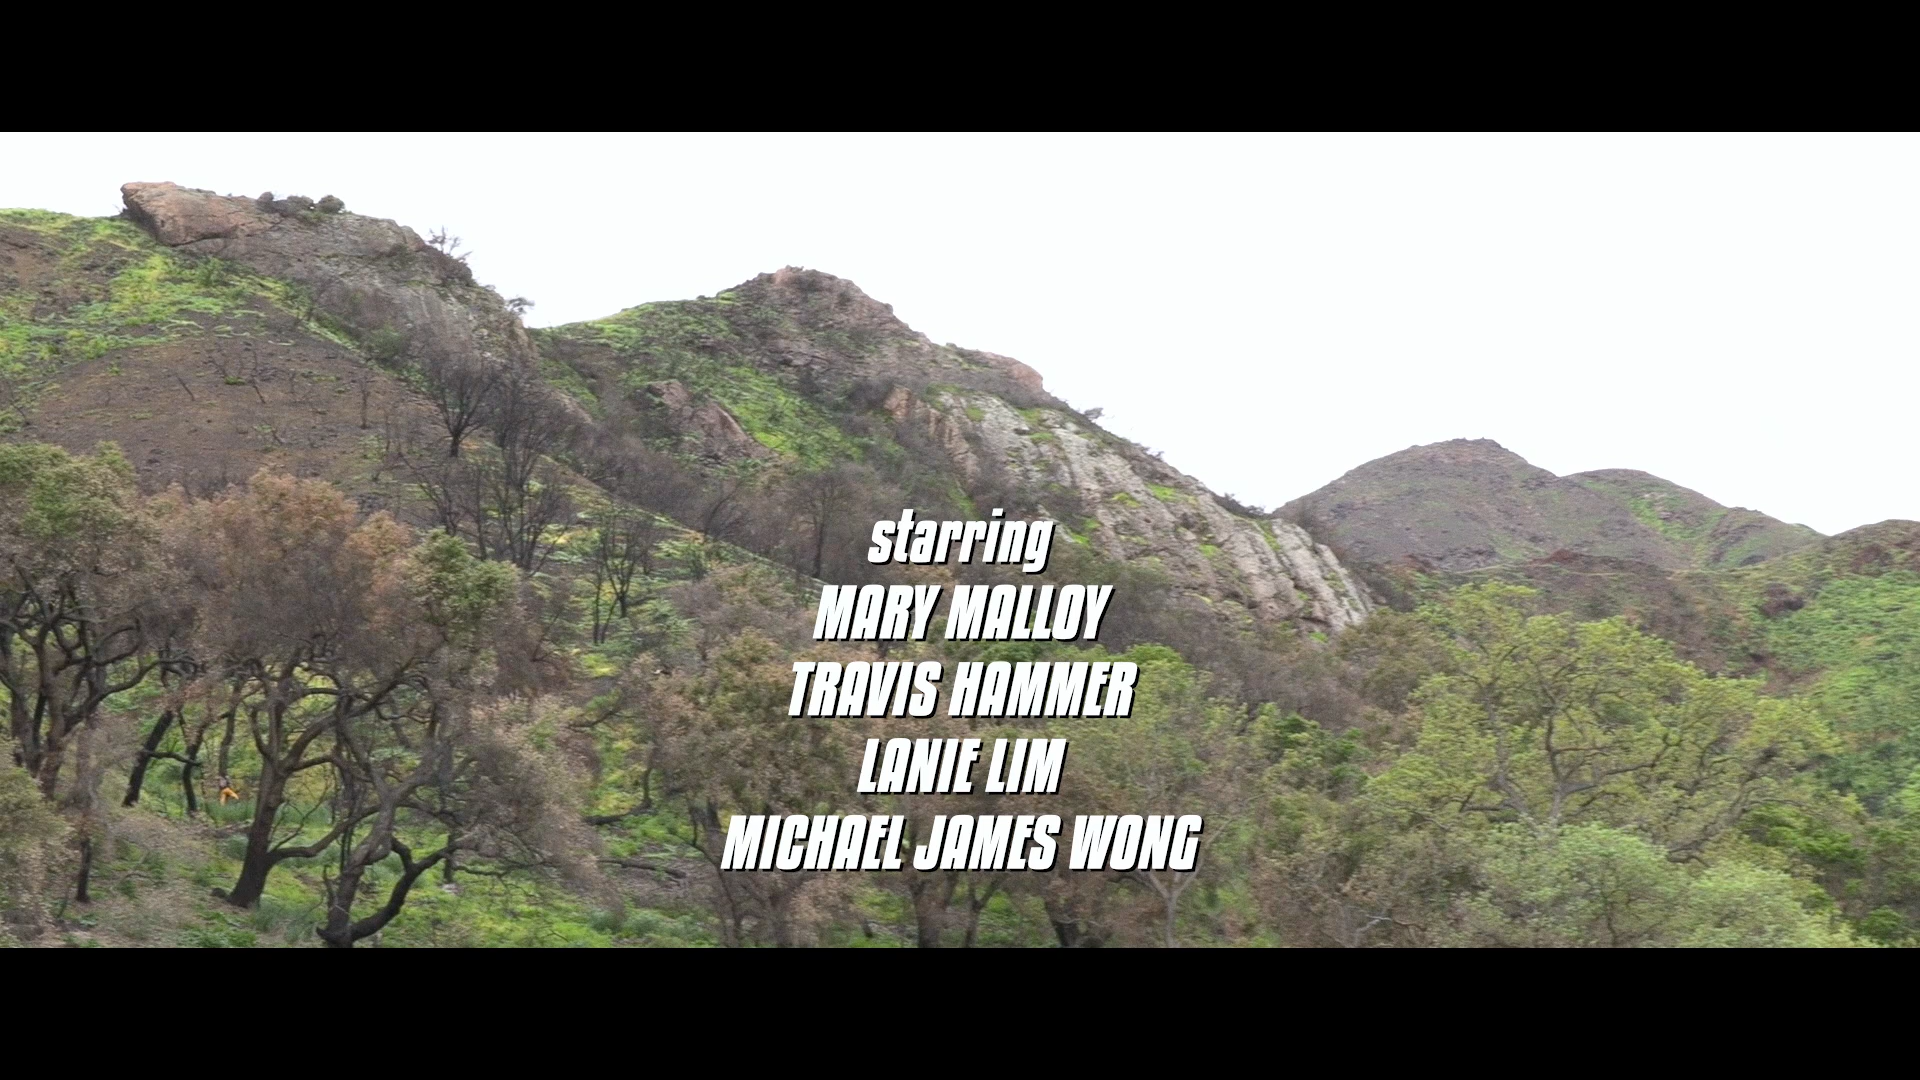 starring
MARY MALLOY
TRAVIS HAMMER
LANIE LIM
MICHAEL JAMES WONG